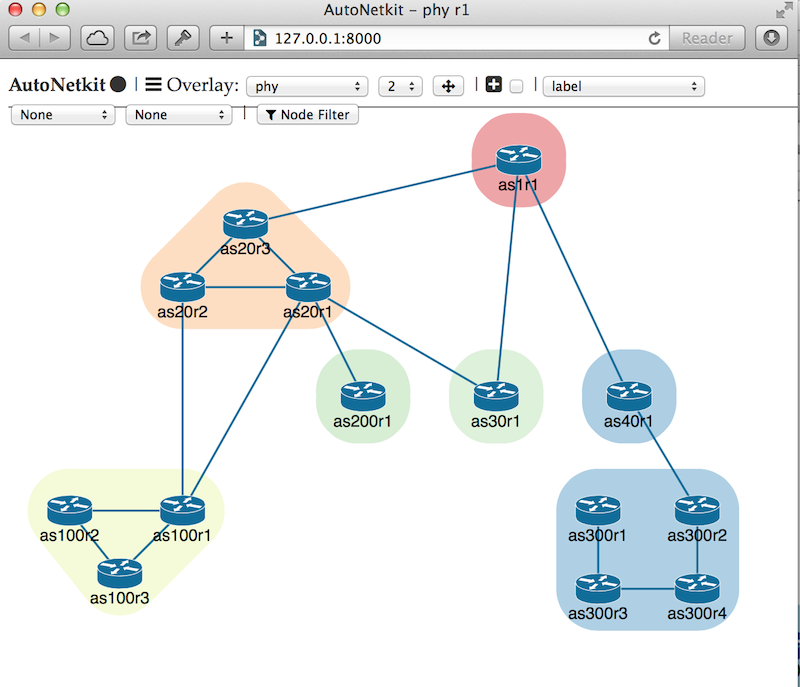 AutoNetkit – phy r1
127.0.0.1:8000
Reader
AutoNetkit | Overlay: phy 2 | label
None None | Node Filter
as1r1
as20r3
as20r2 as20r1
as200r1 as30r1 as40r1
as100r2 as100r1 as300r1 as300r2
as100r3 as300r3 as300r4